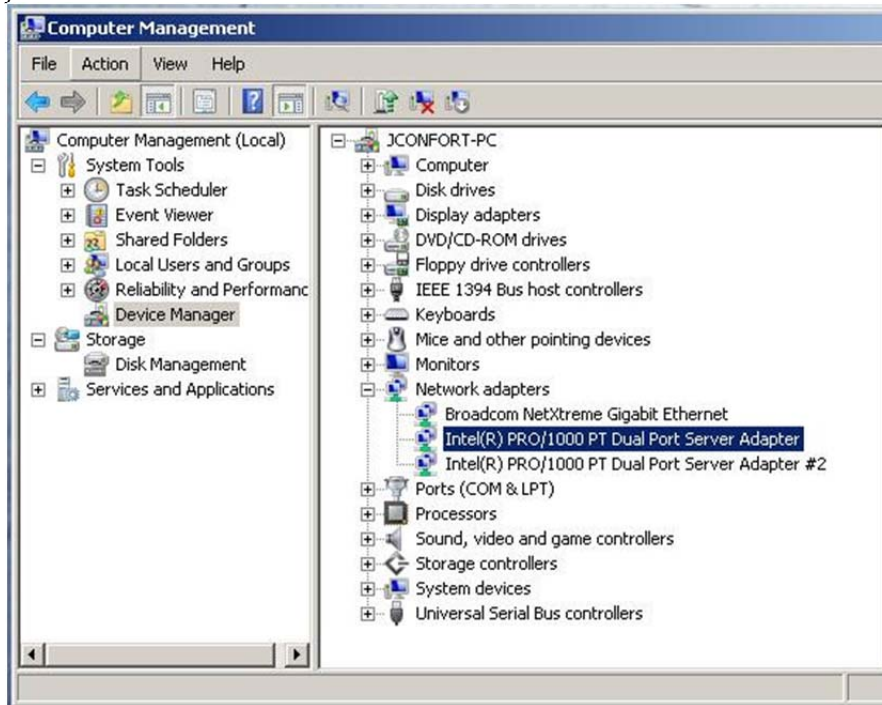 Computer Management
File Action View Help
Computer Management (Local)
System Tools
Task Scheduler
Event Viewer
Shared Folders
Local Users and Groups
Reliability and Performanc
Device Manager
Storage
Disk Management
Services and Applications
JCONFORT-PC
Computer
Disk drives
Display adapters
DVD/CD-ROM drives
Floppy drive controllers
IEEE 1394 Bus host controllers
Keyboards
Mice and other pointing devices
Monitors
Network adapters
Broadcom NetXtreme Gigabit Ethernet
Intel(R) PRO/1000 PT Dual Port Server Adapter
Intel(R) PRO/1000 PT Dual Port Server Adapter #2
Ports (COM & LPT)
Processors
Sound, video and game controllers
Storage controllers
System devices
Universal Serial Bus controllers